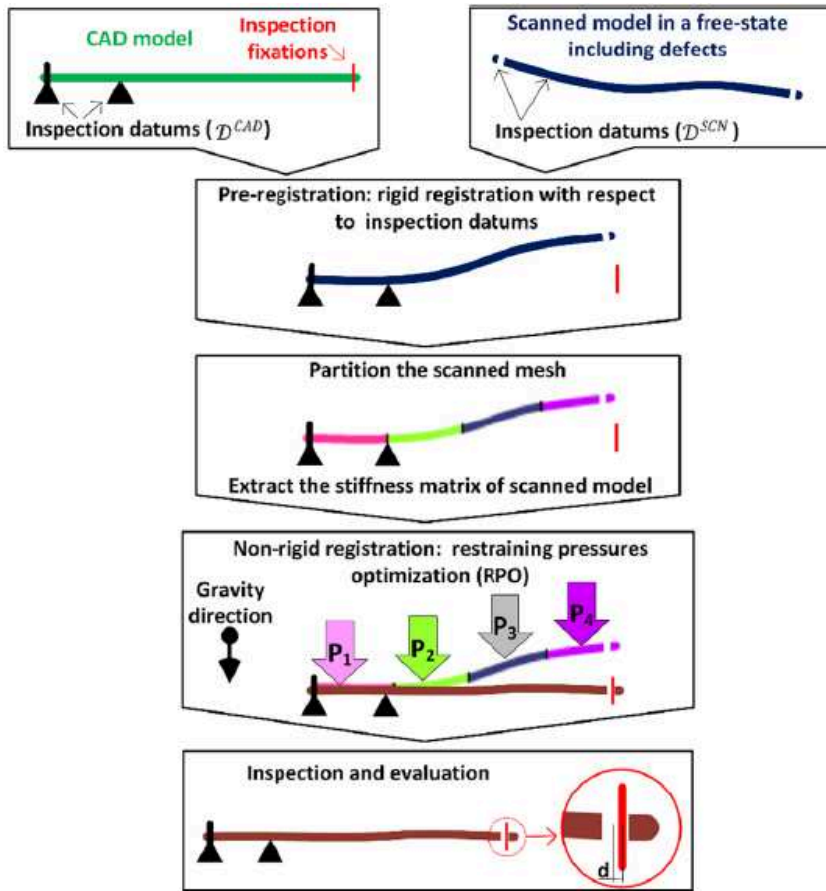 CAD model
Inspection
fixations
Inspection datums (𝒟^CAD)
Scanned model in a free-state
including defects
Inspection datums (𝒟^SCN)
Pre-registration: rigid registration with respect
to inspection datums
Partition the scanned mesh
Extract the stiffness matrix of scanned model
Non-rigid registration: restraining pressures
optimization (RPO)
Gravity
direction
P₁
P₂
P₃
P₄
Inspection and evaluation
d